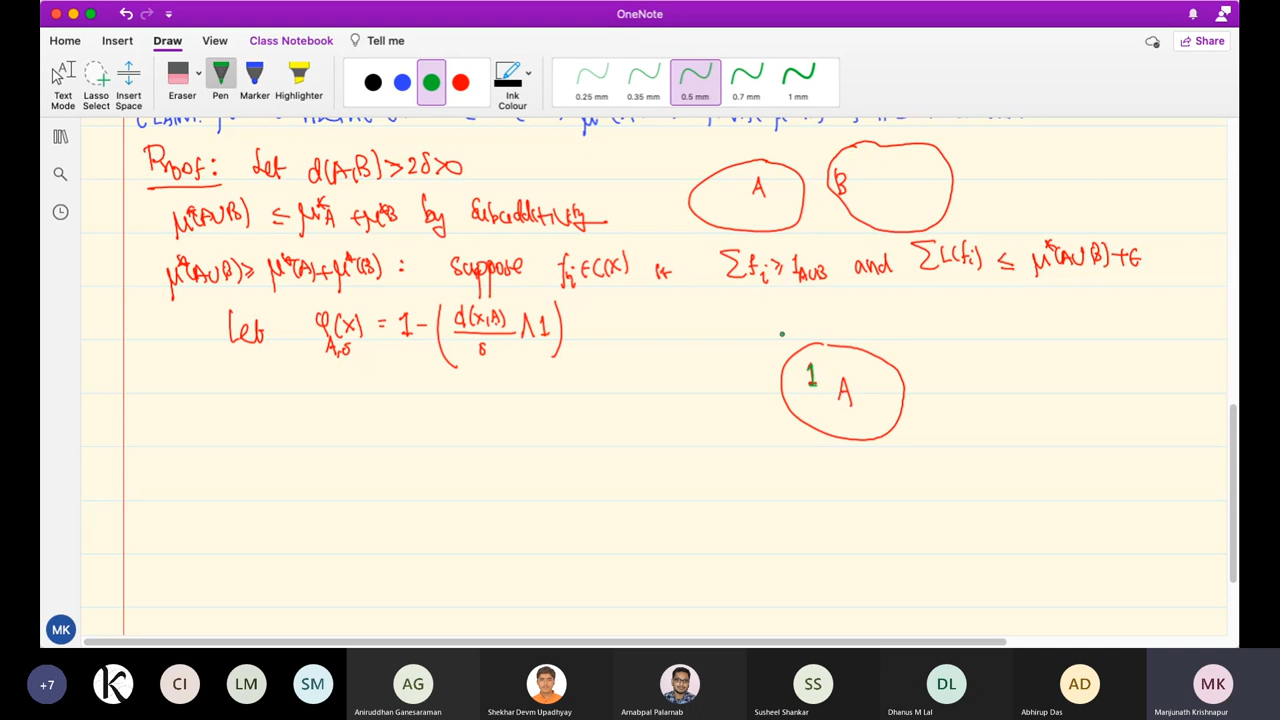 OneNote
Home Insert Draw View Class Notebook Tell me Share
Text Mode Lasso Select Insert Space Eraser Pen Marker Highlighter Ink Colour 0.25 mm 0.35 mm 0.5 mm 0.7 mm 1 mm
Proof: Let d(A,B)>2δ>0
A B
μ*(A∪B) ≤ μ*A + μ*B by subadditivity
μ*(A∪B) ≥ μ*(A)+μ*(B) : suppose fᵢ∈C(X) s.t. Σfᵢ ≥ 1_{A∪B} and ΣL(fᵢ) ≤ μ*(A∪B)+ε
Let φ_{A,δ}(x) = 1 - (d(x,A)/δ ∧ 1)
1 A
MK
+7 K CI LM SM AG SS DL AD MK
Aniruddhan Ganesaraman Shekhar Devm Upadhyay Arnabpal Palarnab Susheel Shankar Dhanus M Lal Abhirup Das Manjunath Krishnapur